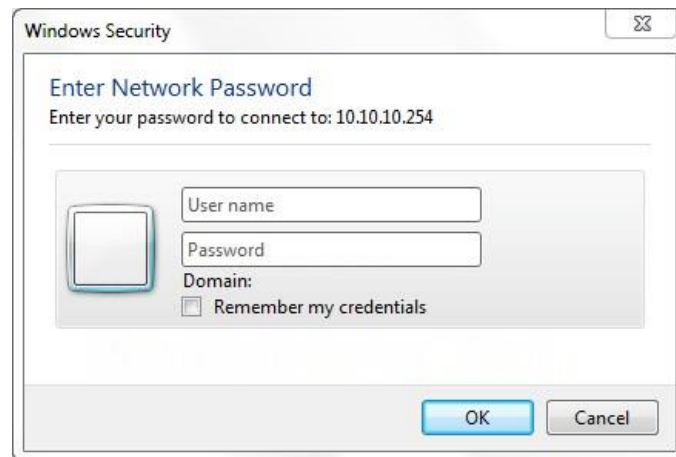 Windows Security
Enter Network Password
Enter your password to connect to: 10.10.10.254
User name
Password
Domain:
Remember my credentials
OK
Cancel